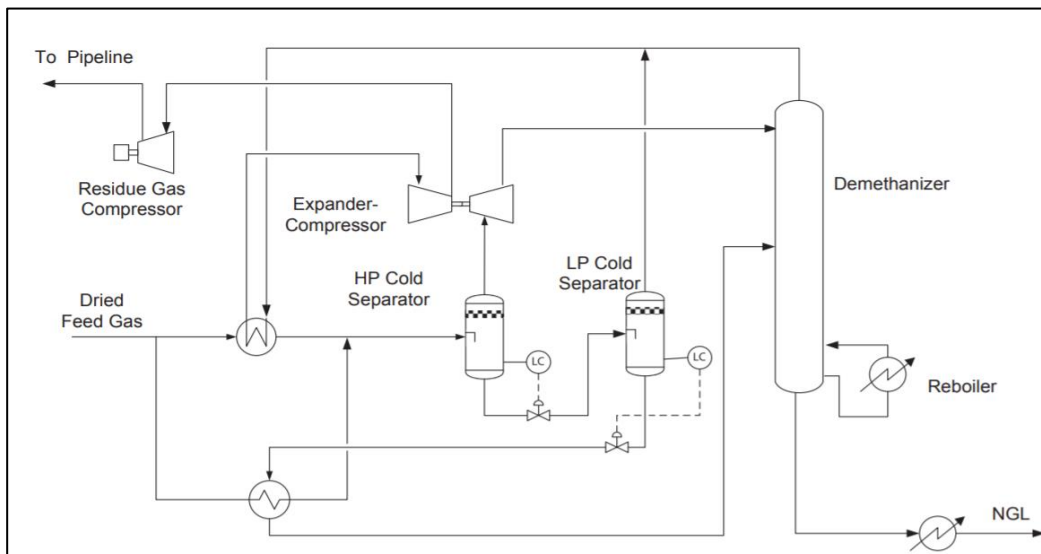 To Pipeline
Residue Gas
Compressor
Expander-
Compressor
Demethanizer
HP Cold
Separator
LP Cold
Separator
Dried
Feed Gas
LC
LC
Reboiler
NGL